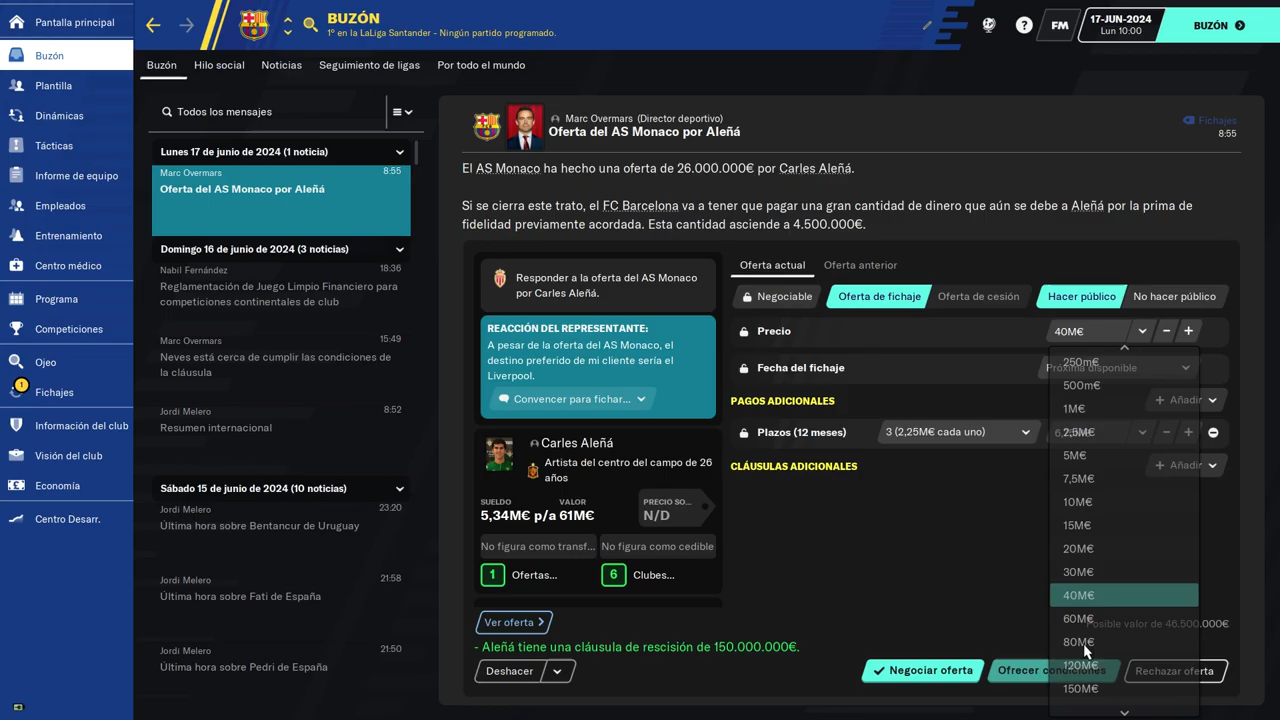 Pantalla principal
Buzón
Plantilla
Dinámicas
Tácticas
Informe de equipo
Empleados
Entrenamiento
Centro médico
Programa
Competiciones
Ojeo
1
Fichajes
Información del club
Visión del club
Economía
Centro Desarr.
BUZÓN
1º en la LaLiga Santander - Ningún partido programado.
?
FM
17-JUN-2024
Lun 10:00
BUZÓN
Buzón
Hilo social
Noticias
Seguimiento de ligas
Por todo el mundo
Todos los mensajes
Lunes 17 de junio de 2024 (1 noticia)
Marc Overmars
8:55
Oferta del AS Monaco por Aleñá
Domingo 16 de junio de 2024 (3 noticias)
Nabil Fernández
18:36
Reglamentación de Juego Limpio Financiero para
competiciones continentales de club
Marc Overmars
15:49
Neves está cerca de cumplir las condiciones de
la cláusula
Jordi Melero
8:52
Resumen internacional
Sábado 15 de junio de 2024 (10 noticias)
Jordi Melero
23:20
Última hora sobre Bentancur de Uruguay
Jordi Melero
21:58
Última hora sobre Fati de España
Jordi Melero
21:50
Última hora sobre Pedri de España
Marc Overmars (Director deportivo)
Oferta del AS Monaco por Aleñá
Fichajes
8:55
El AS Monaco ha hecho una oferta de 26.000.000€ por Carles Aleñá.
Si se cierra este trato, el FC Barcelona va a tener que pagar una gran cantidad de dinero que aún se debe a Aleñá por la prima de
fidelidad previamente acordada. Esta cantidad asciende a 4.500.000€.
Responder a la oferta del AS Monaco
por Carles Aleñá.
REACCIÓN DEL REPRESENTANTE:
A pesar de la oferta del AS Monaco, el
destino preferido de mi cliente sería el
Liverpool.
Convencer para fichar...
Carles Aleñá
Artista del centro del campo de 26
años
SUELDO
VALOR
5,34M€ p/a
61M€
PRECIO SO...
N/D
No figura como transf...
No figura como cedible
1
Ofertas...
6
Clubes...
Ver oferta
- Aleñá tiene una cláusula de rescisión de 150.000.000€.
Deshacer
Oferta actual
Oferta anterior
Negociable
Oferta de fichaje
Oferta de cesión
Hacer público
No hacer público
Precio
40M€
Fecha del fichaje
Próxima disponible
PAGOS ADICIONALES
Añadir
Plazos (12 meses)
3 (2,25M€ cada uno)
CLÁUSULAS ADICIONALES
Añadir
250m€
500m€
1M€
2,5M€
5M€
7,5M€
10M€
15M€
20M€
30M€
40M€
60M€
80M€
120M€
150M€
Posible valor de 46.500.000€
Negociar oferta
Ofrecer condiciones
Rechazar oferta